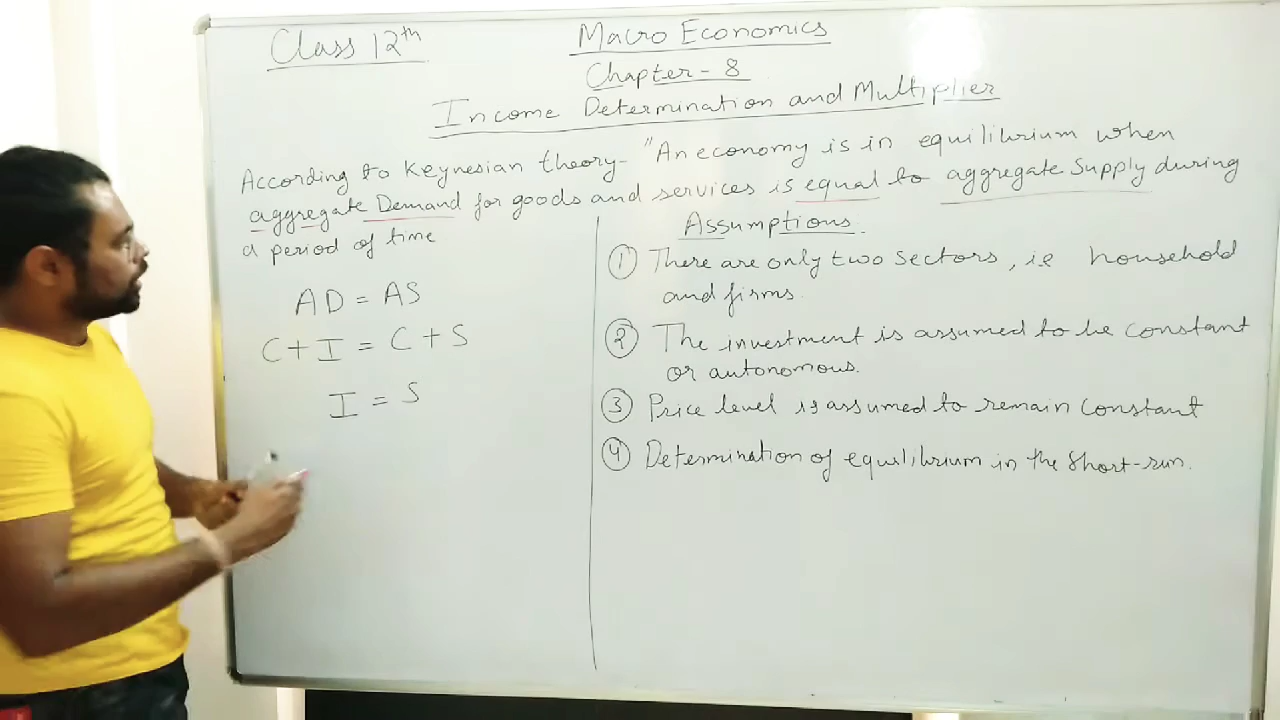 Class 12th
Macro Economics
Chapter - 8
Income Determination and Multiplier
According to Keynesian theory- "An economy is in equilibrium when
aggregate Demand for goods and services is equal to aggregate Supply during
a period of time
AD = AS
C + I = C + S
I = S
Assumptions
① There are only two sectors, ie household
and firms.
② The investment is assumed to be constant
or autonomous.
③ Price level is assumed to remain constant
④ Determination of equilibrium in the short-run.